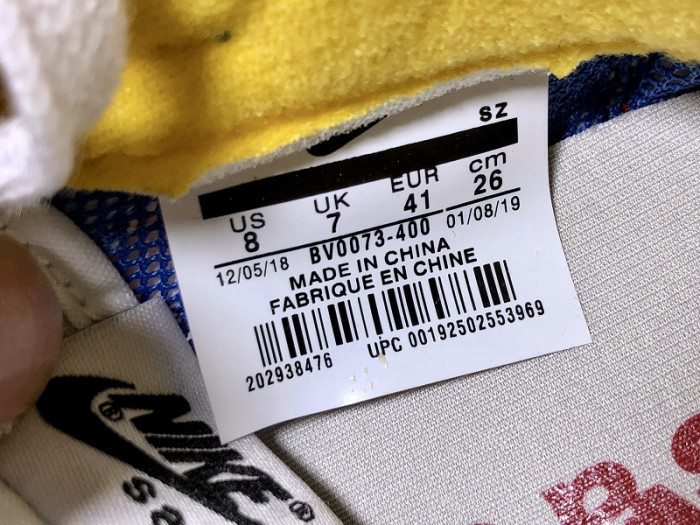 sz
US UK EUR cm
8 7 41 26
12/05/18 BV0073-400 01/08/19
MADE IN CHINA
FABRIQUE EN CHINE
202938476 UPC 00192502553969
NIKE